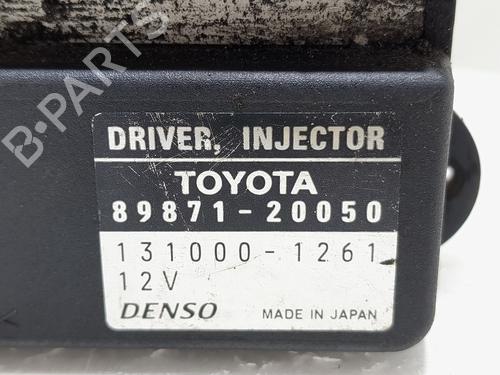 B-PARTS
DRIVER, INJECTOR
TOYOTA
89871-20050
131000-1261
12V
DENSO MADE IN JAPAN